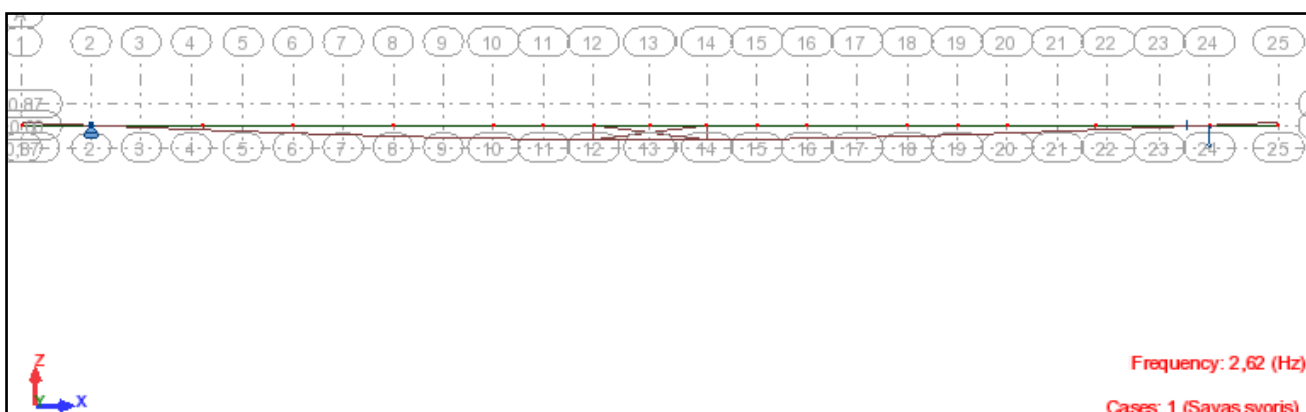 1 2 3 4 5 6 7 8 9 10 11 12 13 14 15 16 17 18 19 20 21 22 23 24 25
0,87
2 3 4 5 6 7 8 9 10 11 12 13 14 15 16 17 18 19 20 21 22 23 24 25
Z
Y X
Frequency: 2,62 (Hz)
Cases: 1 (Savas svoris)